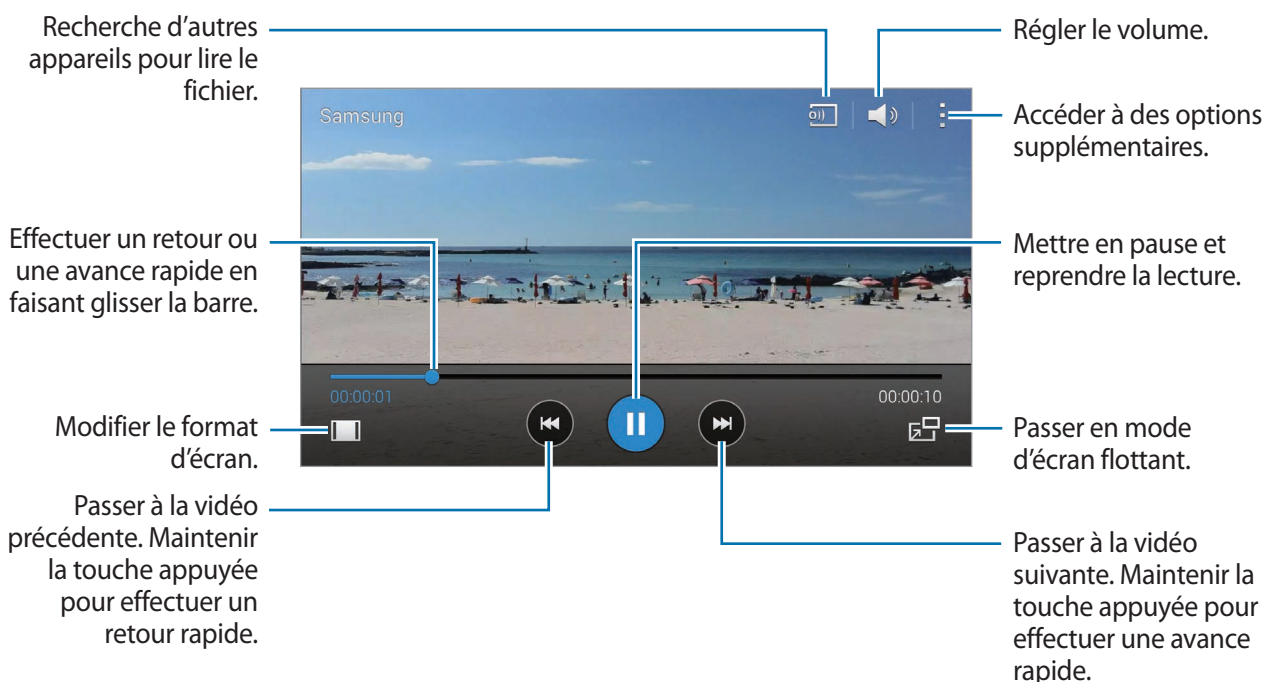 Recherche d’autres
appareils pour lire le
fichier.
Régler le volume.
Samsung
Accéder à des options
supplémentaires.
Effectuer un retour ou
une avance rapide en
faisant glisser la barre.
Mettre en pause et
reprendre la lecture.
00:00:01
00:00:10
Modifier le format
d’écran.
Passer en mode
d’écran flottant.
Passer à la vidéo
précédente. Maintenir
la touche appuyée
pour effectuer un
retour rapide.
Passer à la vidéo
suivante. Maintenir la
touche appuyée pour
effectuer une avance
rapide.